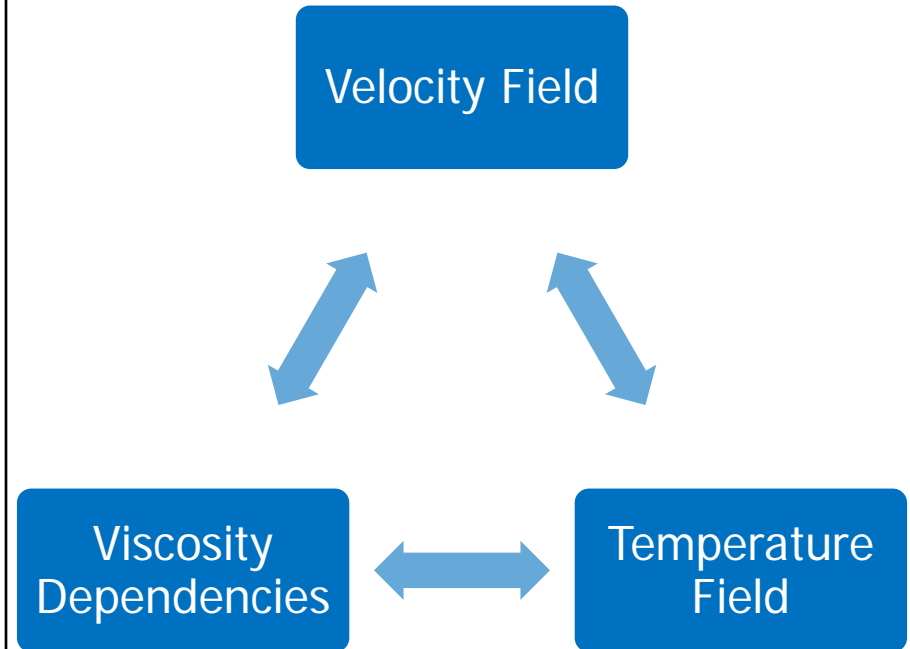 Velocity Field
Viscosity
Dependencies
Temperature
Field